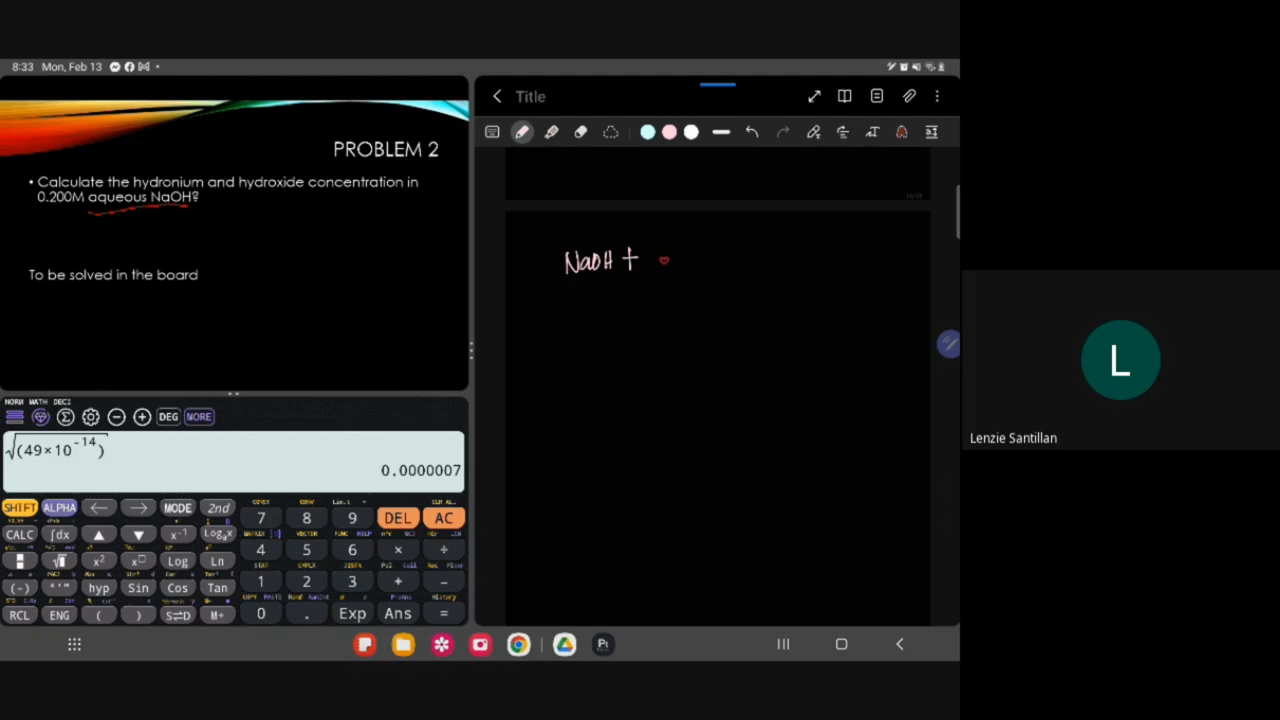 8:33 Mon, Feb 13
PROBLEM 2
• Calculate the hydronium and hydroxide concentration in
0.200M aqueous NaOH?
To be solved in the board
Title
NaOH +
NORM MATH DECI
DEG MORE
√(49×10⁻¹⁴)
0.0000007
SHIFT ALPHA ← → MODE 2nd
CALC ∫dx ▲ ▼ x⁻¹ Logₐx
√ x² Log Ln
(-) °'" hyp Sin Cos Tan
RCL ENG ( ) S⇌D M+
7 8 9 DEL AC
4 5 6 × ÷
1 2 3 + −
0 . Exp Ans =
Pt
L
Lenzie Santillan